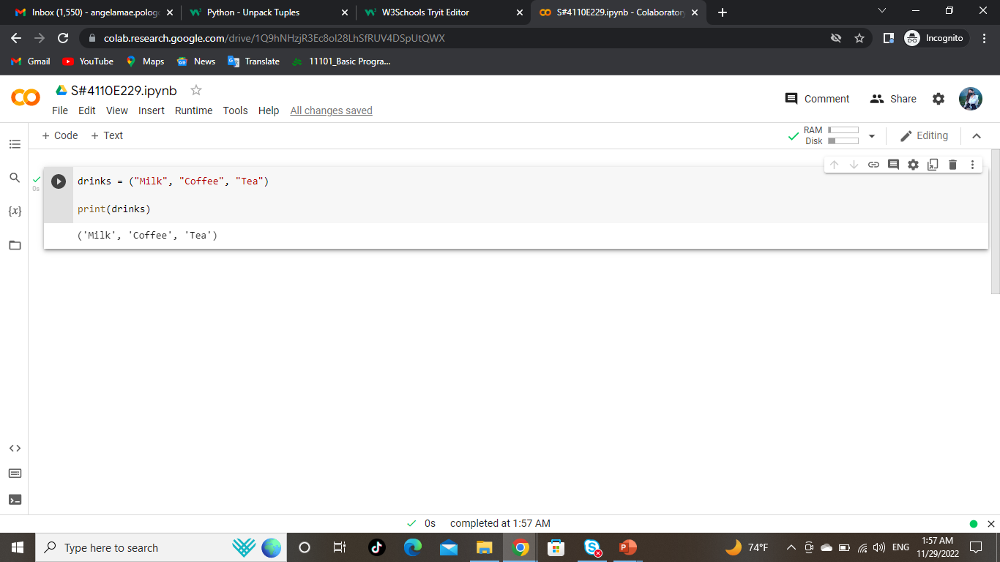 Inbox (1,550) - angelamae.polog
Python - Unpack Tuples
W3Schools Tryit Editor
S#4110E229.ipynb - Colaboratory
colab.research.google.com/drive/1Q9hNHzjR3Ec8oI28LhSfRUV4DSpUtQWX
Incognito
Gmail YouTube Maps News Translate 11101_Basic Progra...
S#4110E229.ipynb
Comment Share
File Edit View Insert Runtime Tools Help All changes saved
+ Code + Text
RAM
Disk
Editing
drinks = ("Milk", "Coffee", "Tea")
0s
{x}
print(drinks)
('Milk', 'Coffee', 'Tea')
0s completed at 1:57 AM
Type here to search
74°F
ENG
1:57 AM
11/29/2022